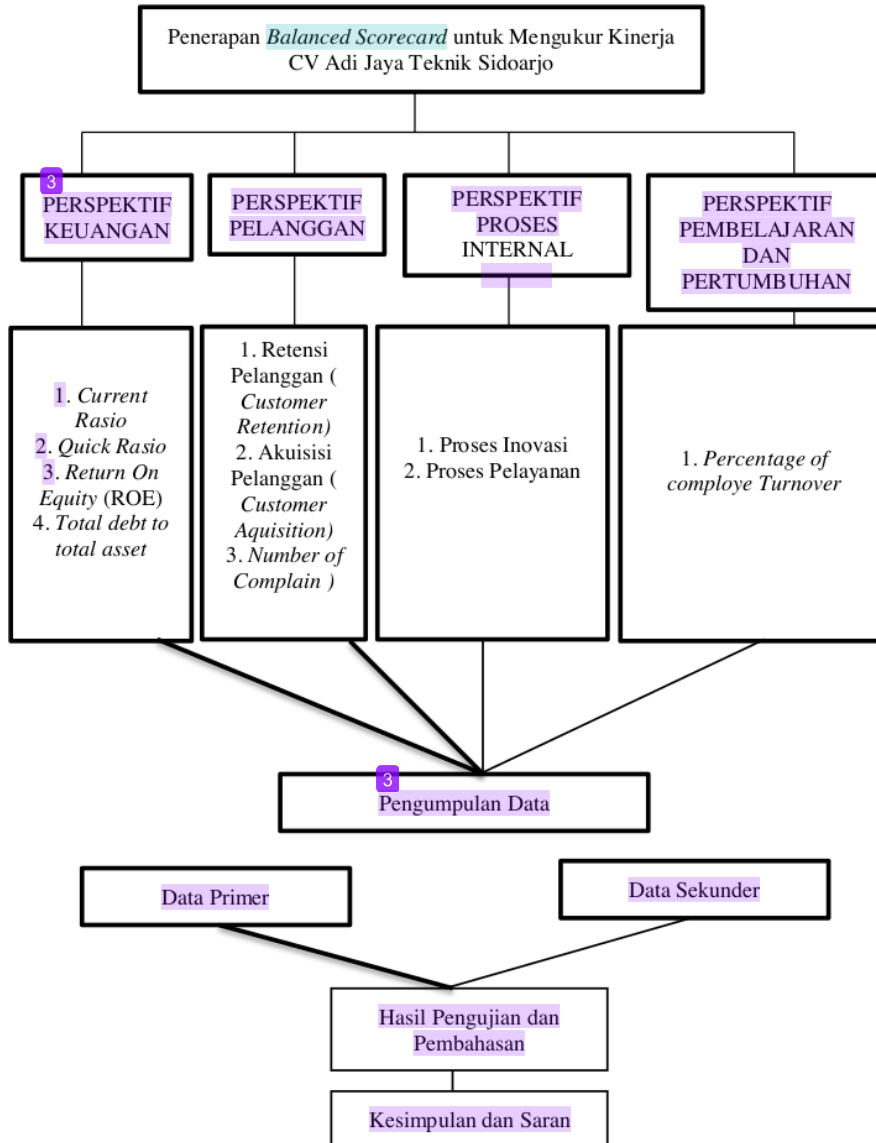 Penerapan Balanced Scorecard untuk Mengukur Kinerja
CV Adi Jaya Teknik Sidoarjo
3
PERSPEKTIF
KEUANGAN
PERSPEKTIF
PELANGGAN
PERSPEKTIF
PROSES
INTERNAL
PERSPEKTIF
PEMBELAJARAN
DAN
PERTUMBUHAN
1. Current
Rasio
2. Quick Rasio
3. Return On
Equity (ROE)
4. Total debt to
total asset
1. Retensi
Pelanggan (
Customer
Retention)
2. Akuisisi
Pelanggan (
Customer
Aquisition)
3. Number of
Complain )
1. Proses Inovasi
2. Proses Pelayanan
1. Percentage of
comploye Turnover
3
Pengumpulan Data
Data Primer
Data Sekunder
Hasil Pengujian dan
Pembahasan
Kesimpulan dan Saran